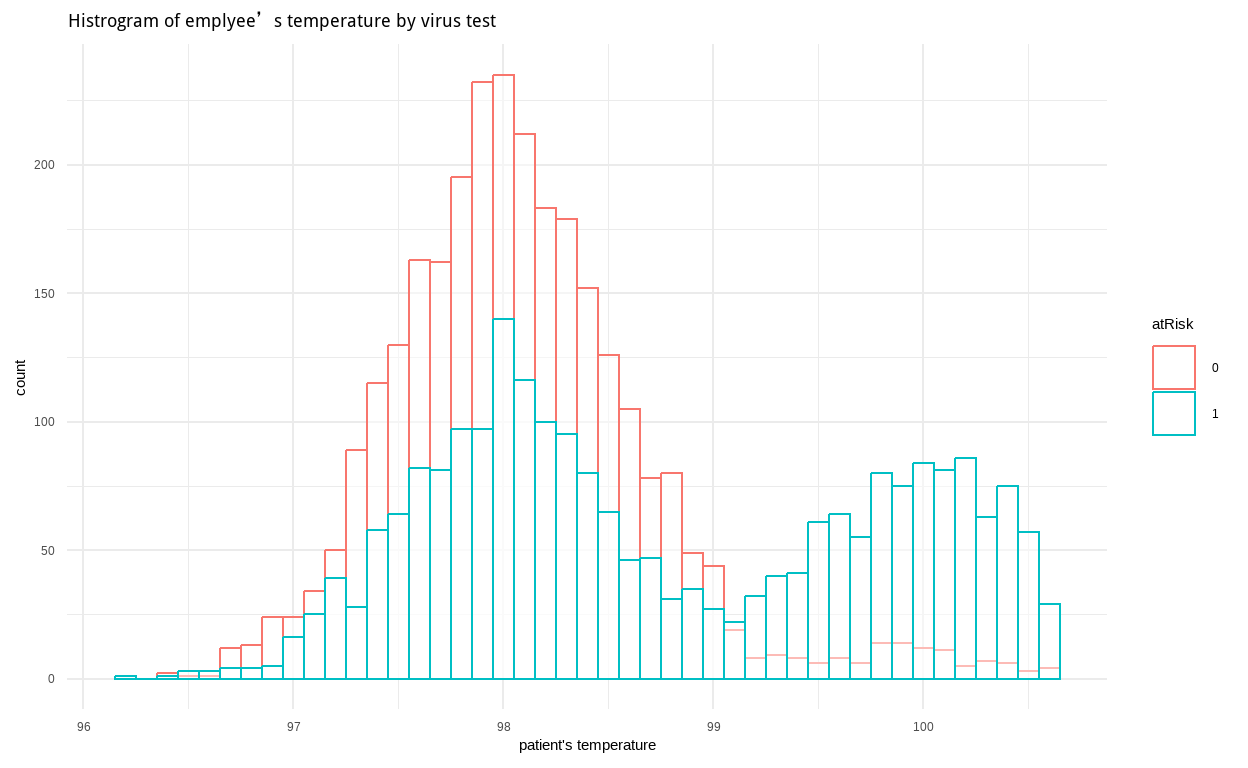 Histrogram of emplyee’s temperature by virus test
200
150
100
50
0
count
96 97 98 99 100
patient's temperature
atRisk
0
1